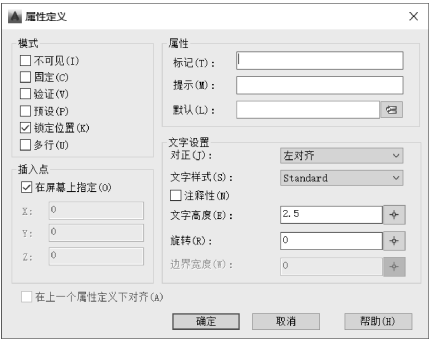 属性定义
模式
不可见(I)
固定(C)
验证(V)
预设(P)
锁定位置(K)
多行(U)
插入点
在屏幕上指定(O)
X: 0
Y: 0
Z: 0
属性
标记(T):
提示(M):
默认(L):
文字设置
对正(J): 左对齐
文字样式(S): Standard
注释性(N)
文字高度(E): 2.5
旋转(R): 0
边界宽度(W): 0
在上一个属性定义下对齐(A)
确定 取消 帮助(H)